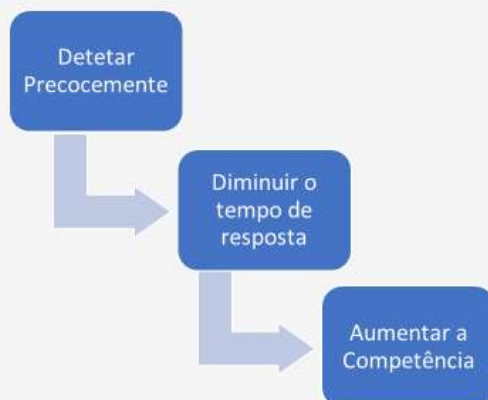 Detetar
Precocemente
Diminuir o
tempo de
resposta
Aumentar a
Competência